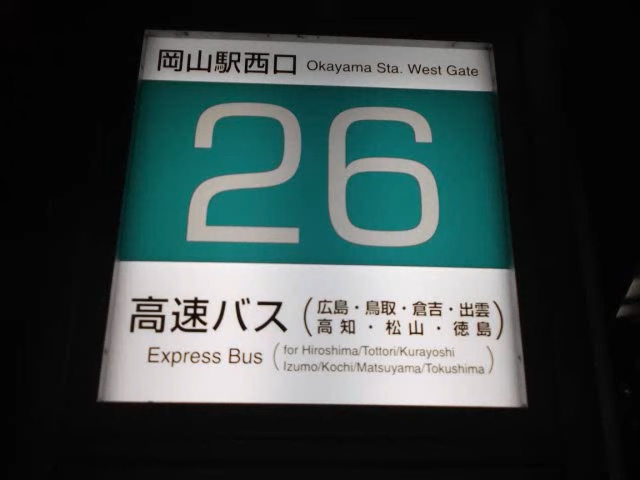 岡山駅西口 Okayama Sta. West Gate
26
高速バス (広島・鳥取・倉吉・出雲
高知・松山・徳島)
Express Bus (for Hiroshima/Tottori/Kurayoshi
Izumo/Kochi/Matsuyama/Tokushima)